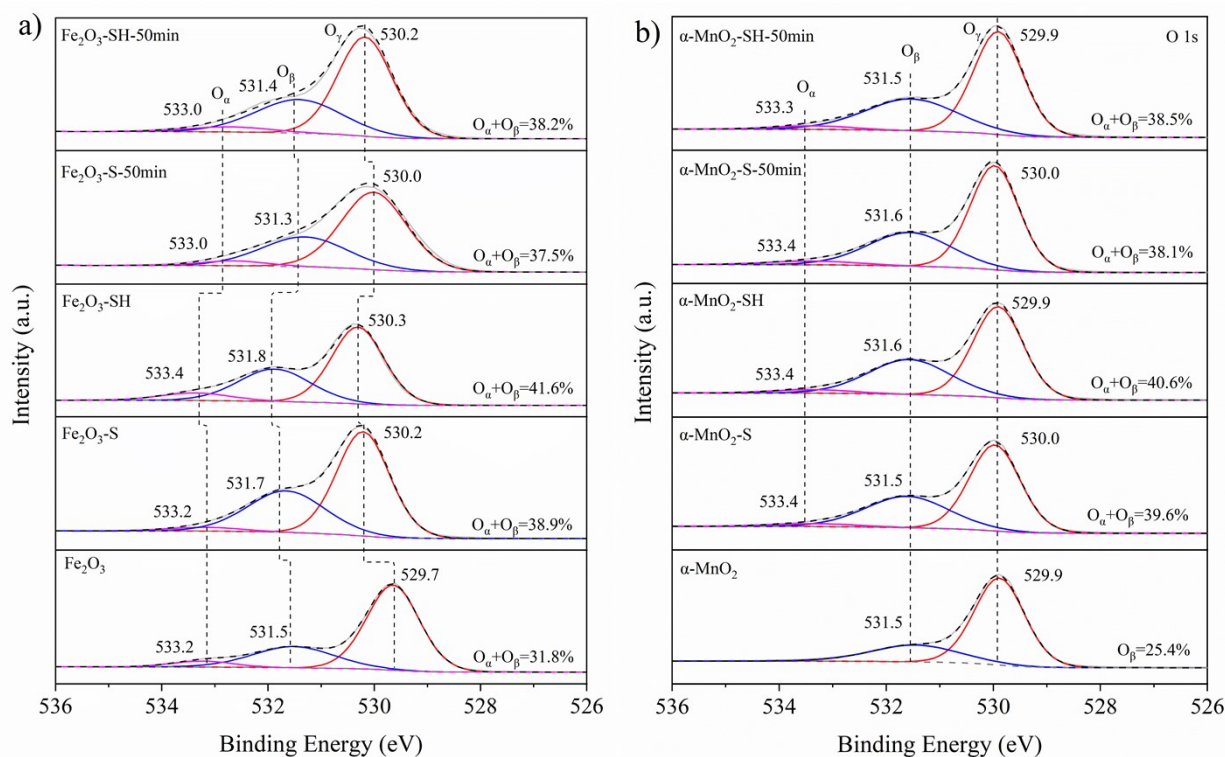 a)
Fe₂O₃-SH-50min
Oγ
530.2
Oβ
531.4
Oα
533.0
Oα+Oβ=38.2%
Fe₂O₃-S-50min
530.0
531.3
533.0
Oα+Oβ=37.5%
Fe₂O₃-SH
530.3
531.8
533.4
Oα+Oβ=41.6%
Fe₂O₃-S
530.2
531.7
533.2
Oα+Oβ=38.9%
Fe₂O₃
529.7
531.5
533.2
Oα+Oβ=31.8%
Intensity (a.u.)
536 534 532 530 528 526
Binding Energy (eV)
b)
α-MnO₂-SH-50min
Oγ
529.9
O 1s
Oβ
531.5
Oα
533.3
Oα+Oβ=38.5%
α-MnO₂-S-50min
530.0
531.6
533.4
Oα+Oβ=38.1%
α-MnO₂-SH
529.9
531.6
533.4
Oα+Oβ=40.6%
α-MnO₂-S
530.0
531.5
533.4
Oα+Oβ=39.6%
α-MnO₂
529.9
531.5
Oβ=25.4%
Intensity (a.u.)
536 534 532 530 528 526
Binding Energy (eV)